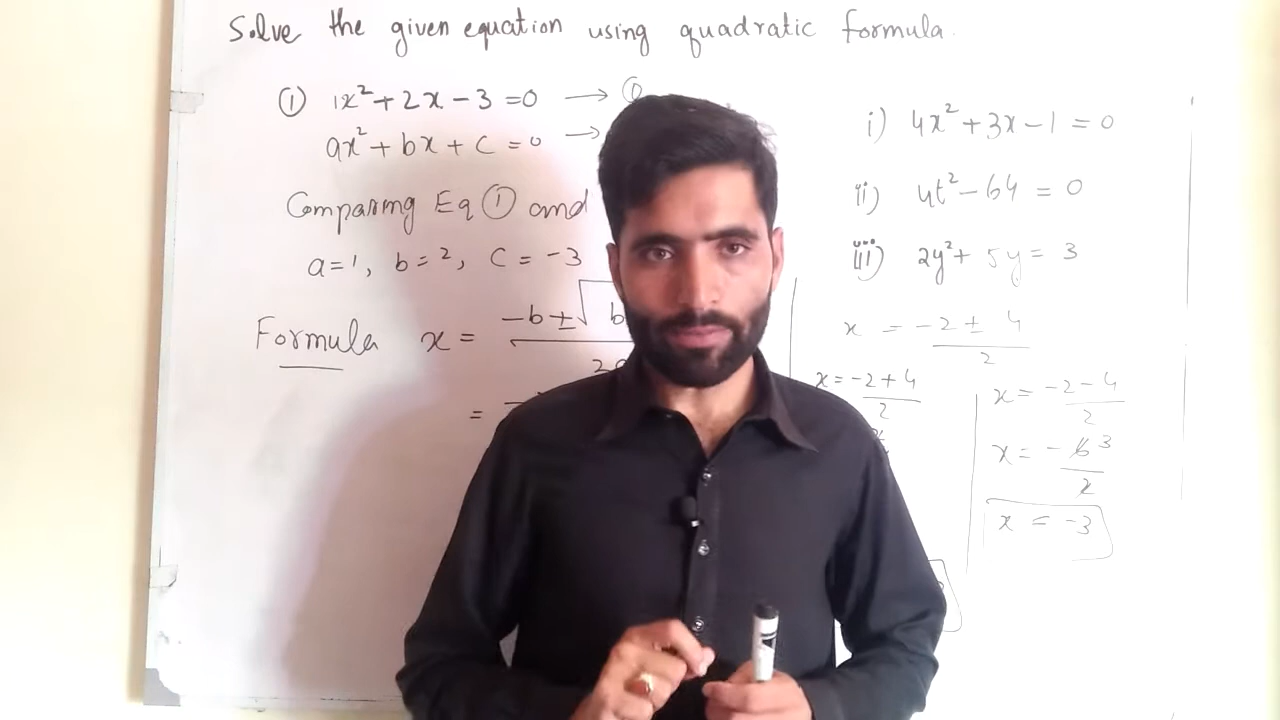 Solve the given equation using quadratic formula.
① 1x²+2x-3=0 → ①
ax²+bx+c=0 →
Comparing Eq ① and
a=1, b=2, c=-3
Formula x = -b±√b
=
i) 4x²+3x-1=0
ii) 4t²-64=0
iii) 2y²+5y=3
x = -2±4/2
x=-2+4/2
x=-2-4/2
x=-6/2 3
x = -3